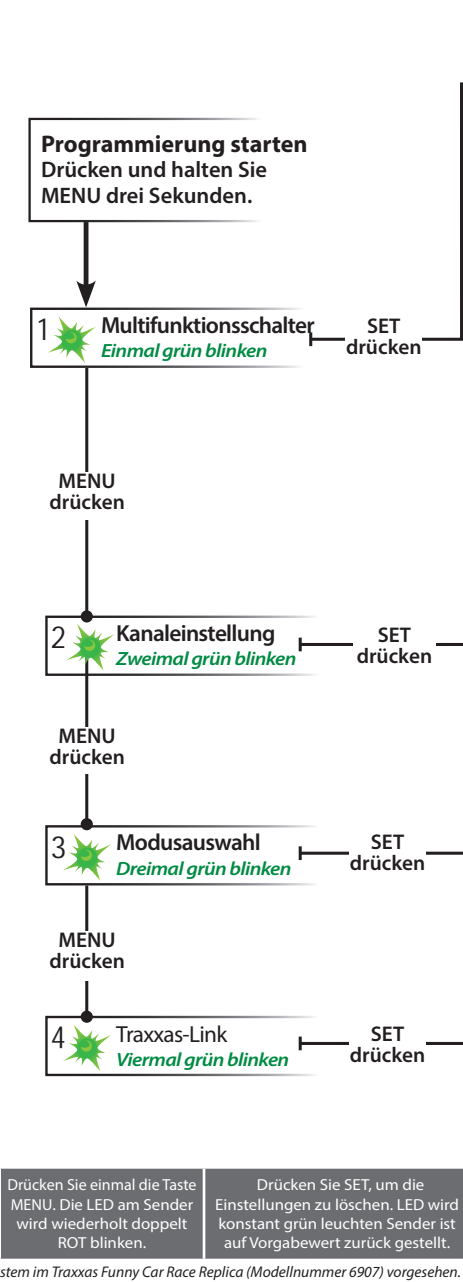 Programmierung starten
Drücken und halten Sie
MENU drei Sekunden.
1 Multifunktionsschalter
Einmal grün blinken
SET
drücken
MENU
drücken
2 Kanaleinstellung
Zweimal grün blinken
SET
drücken
MENU
drücken
3 Modusauswahl
Dreimal grün blinken
SET
drücken
MENU
drücken
4 Traxxas-Link
Viermal grün blinken
SET
drücken
Drücken Sie einmal die Taste
MENU. Die LED am Sender
wird wiederholt doppelt
ROT blinken.
Drücken Sie SET, um die
Einstellungen zu löschen. LED wird
konstant grün leuchten Sender ist
auf Vorgabewert zurück gestellt.
stem im Traxxas Funny Car Race Replica (Modellnummer 6907) vorgesehen.